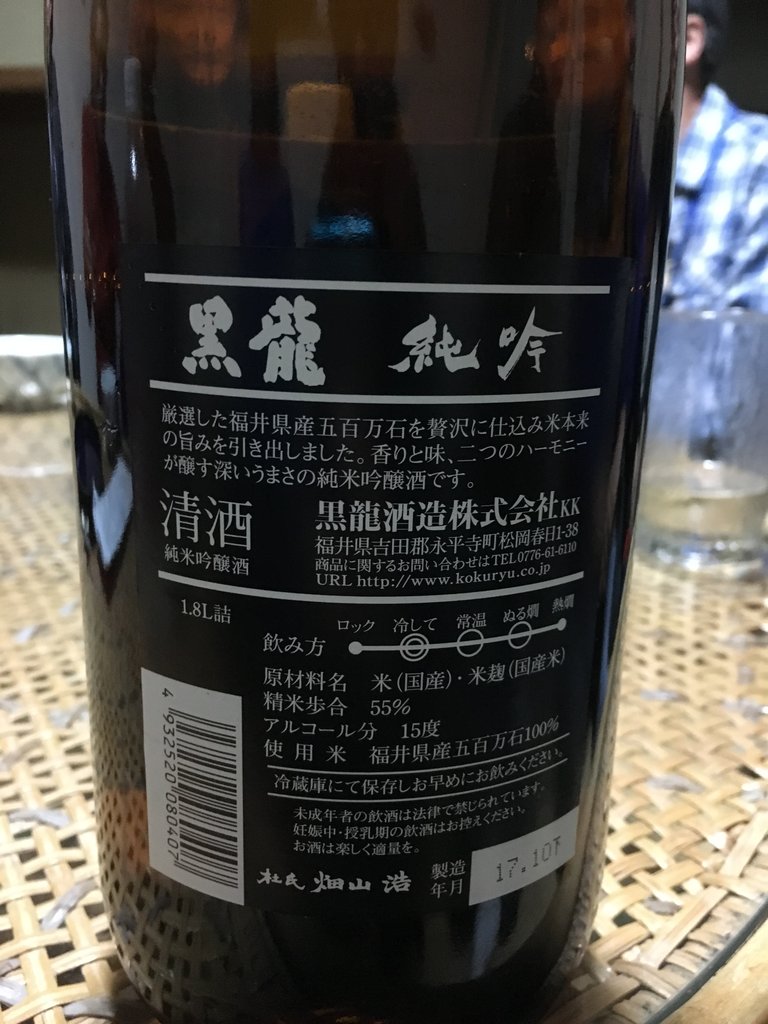 黒龍 純吟
厳選した福井県産五百万石を贅沢に仕込み米本来
の旨みを引き出しました。香りと味、二つのハーモニー
が醸す深いうまさの純米吟醸酒です。
清酒
純米吟醸酒
黒龍酒造株式会社KK
福井県吉田郡永平寺町松岡春日1-38
商品に関するお問い合わせはTEL0776-61-6110
URL http://www.kokuryu.co.jp
1.8L詰
ロック 冷して 常温 ぬる燗 熱燗
飲み方
原材料名 米(国産)・米麹(国産米)
精米歩合 55%
アルコール分 15度
使用米 福井県産五百万石100%
冷蔵庫にて保存しお早めにお飲みください。
未成年者の飲酒は法律で禁じられています。
妊娠中・授乳期の飲酒はお控えください。
お酒は楽しく適量を。
4 932520 080407
杜氏 畑山 浩
製造
年月
17.10下